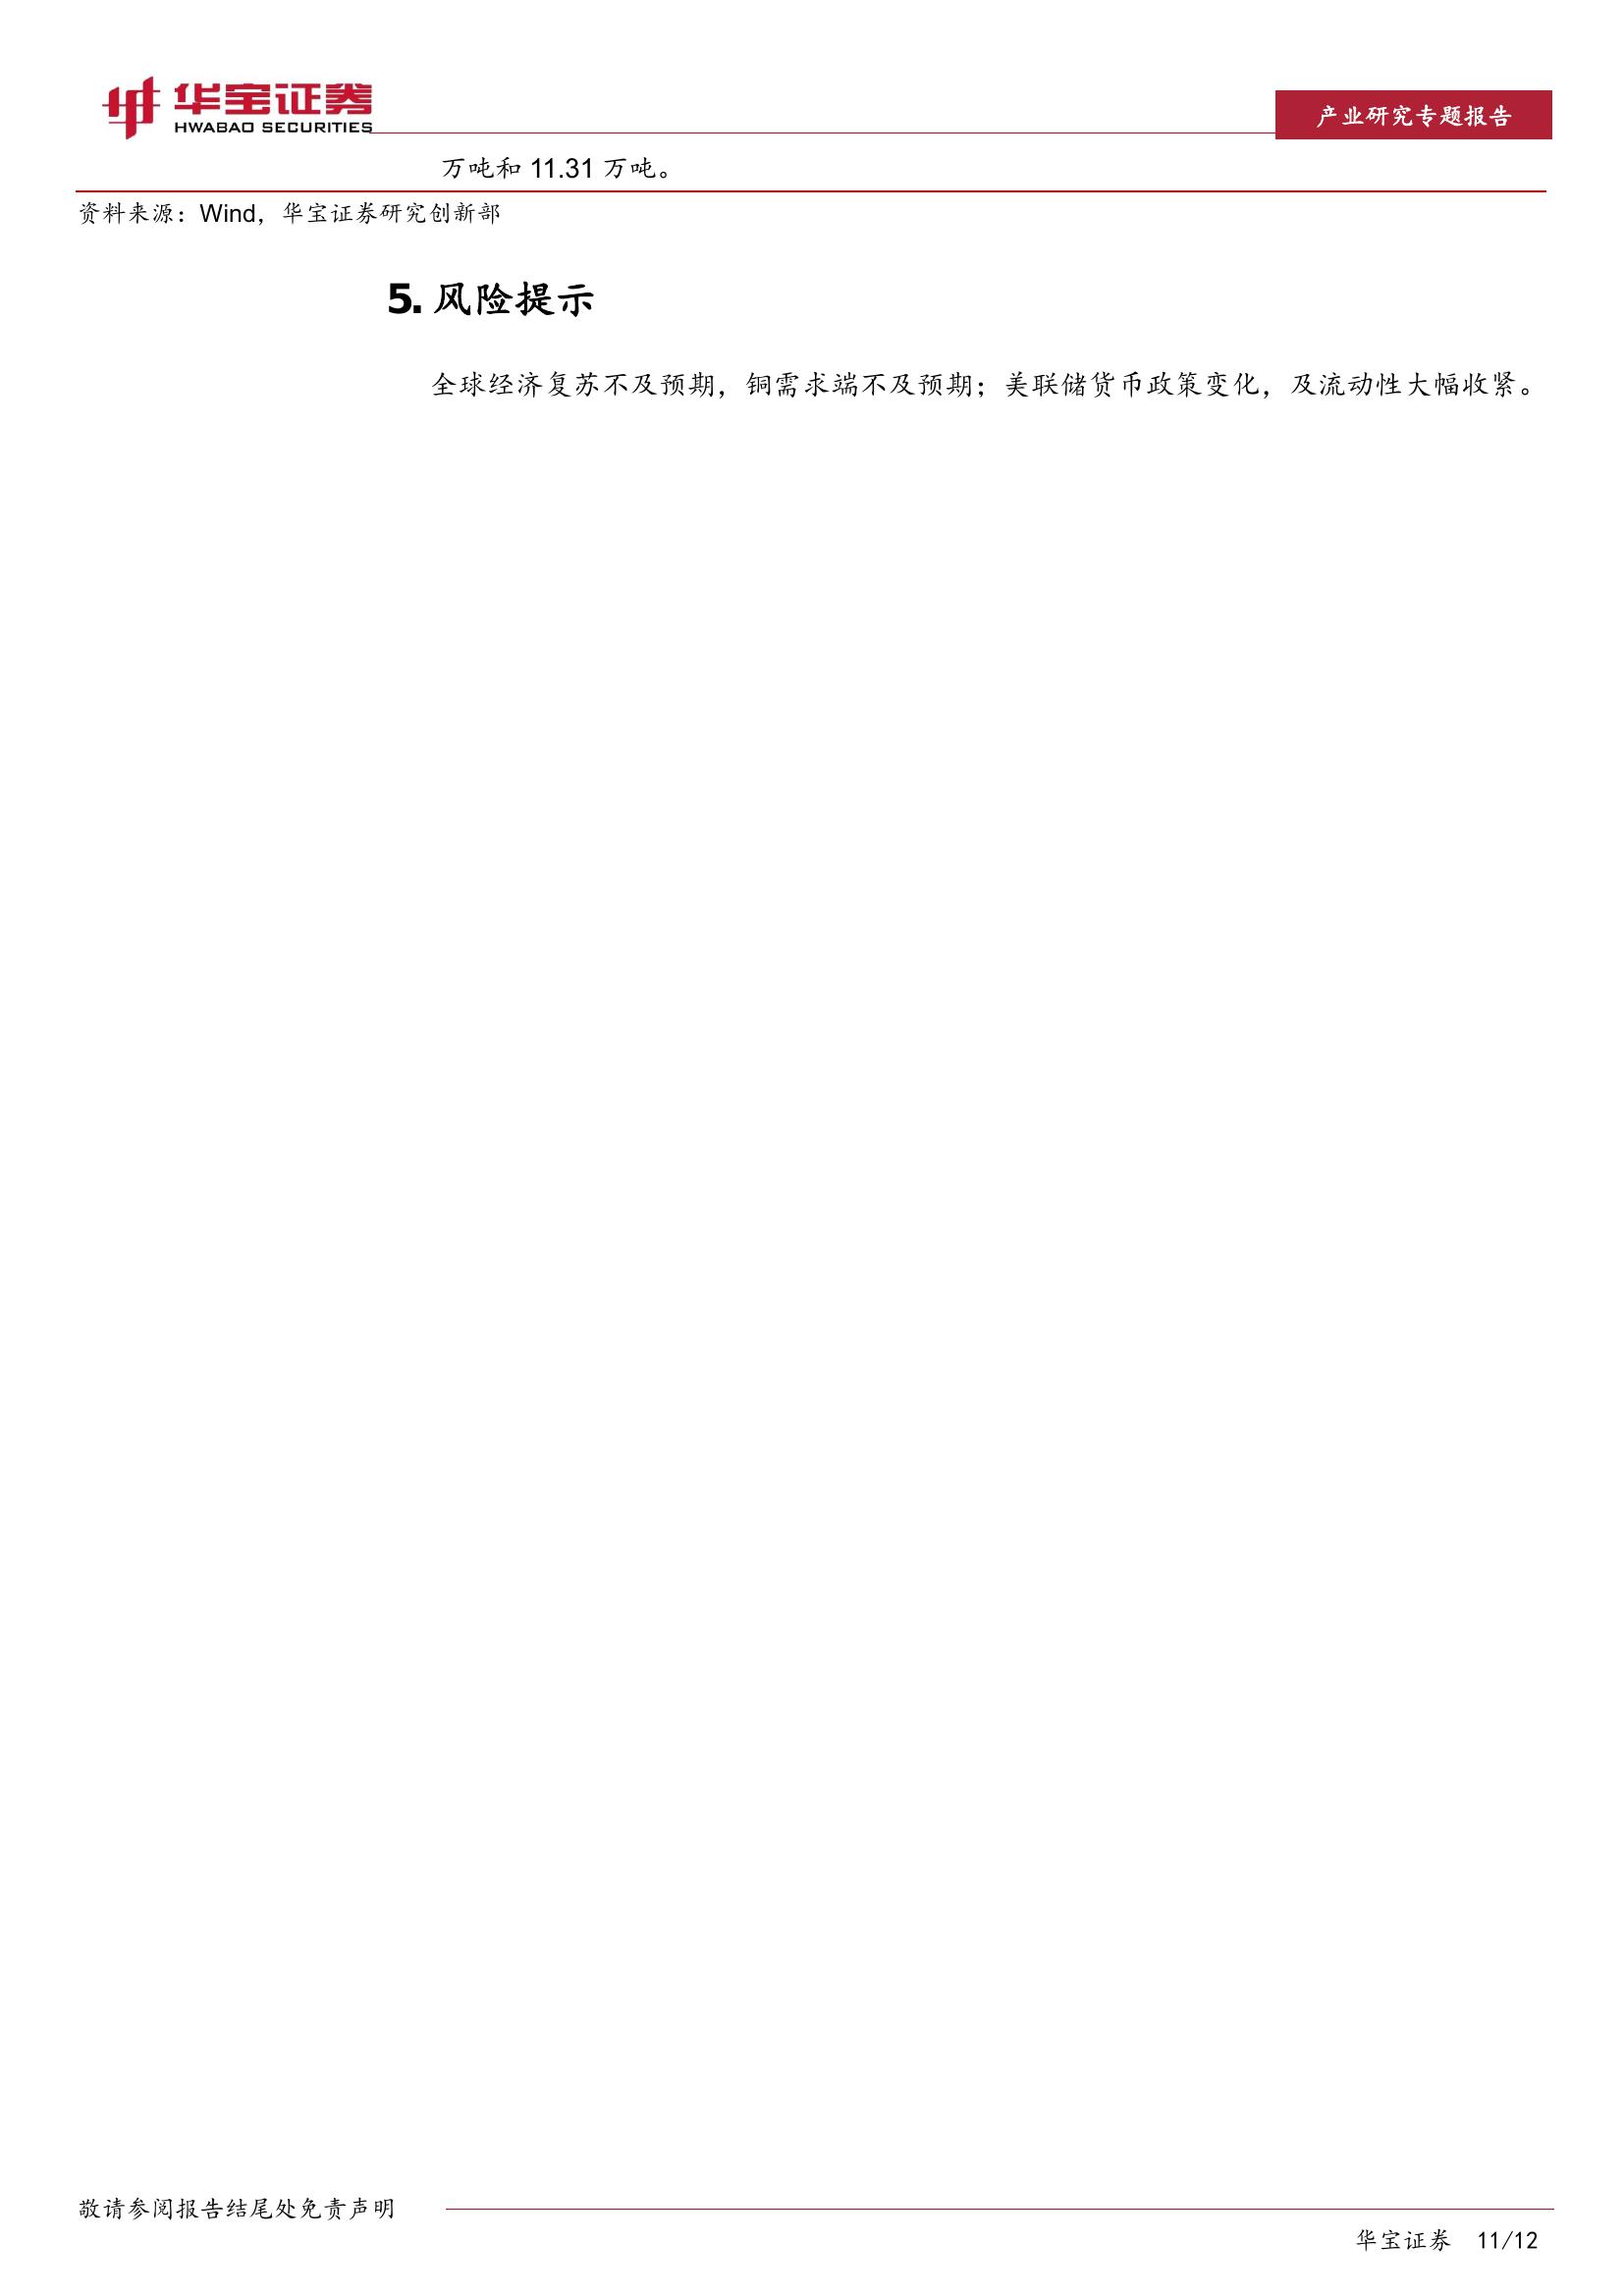 华宝证券
HWABAO SECURITIES
产业研究专题报告
万吨和 11.31 万吨。
资料来源：Wind，华宝证券研究创新部
5. 风险提示
全球经济复苏不及预期，铜需求端不及预期；美联储货币政策变化，及流动性大幅收紧。
敬请参阅报告结尾处免责声明
华宝证券 11/12